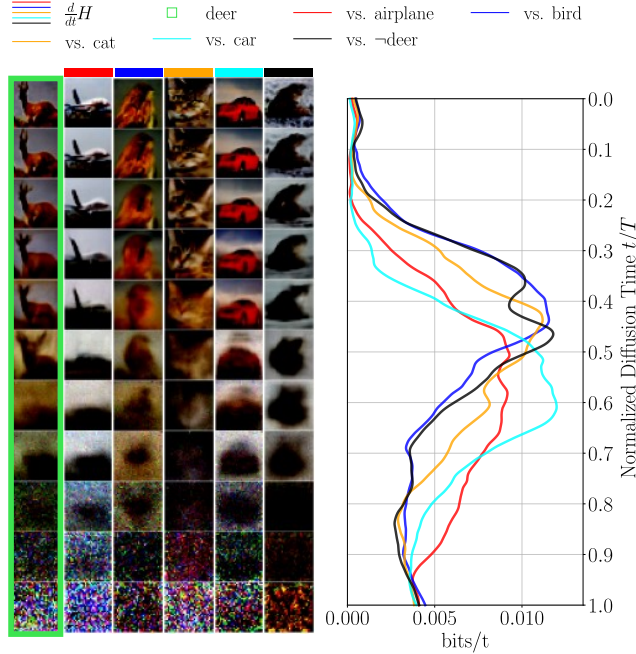 d/dt H deer vs. airplane vs. bird
vs. cat vs. car vs. ¬deer
0.0
0.1
0.2
0.3
0.4
0.5
0.6
0.7
0.8
0.9
1.0
Normalized Diffusion Time t/T
0.000 0.005 0.010
bits/t